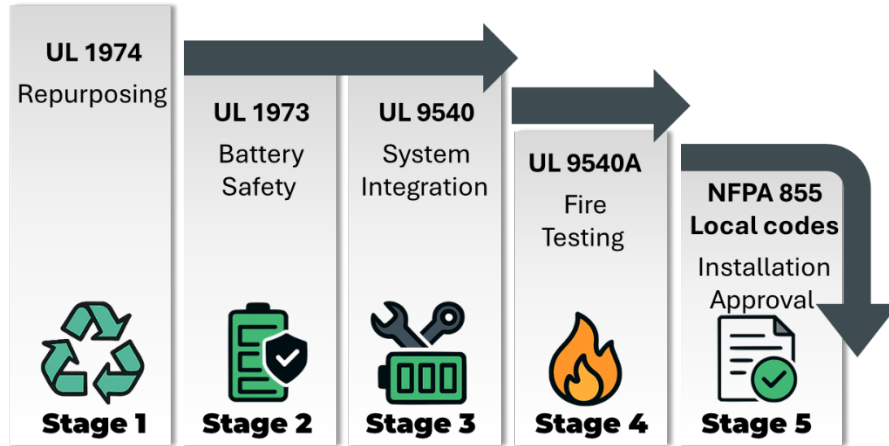 UL 1974
Repurposing
Stage 1
UL 1973
Battery
Safety
Stage 2
UL 9540
System
Integration
Stage 3
UL 9540A
Fire
Testing
Stage 4
NFPA 855
Local codes
Installation
Approval
Stage 5